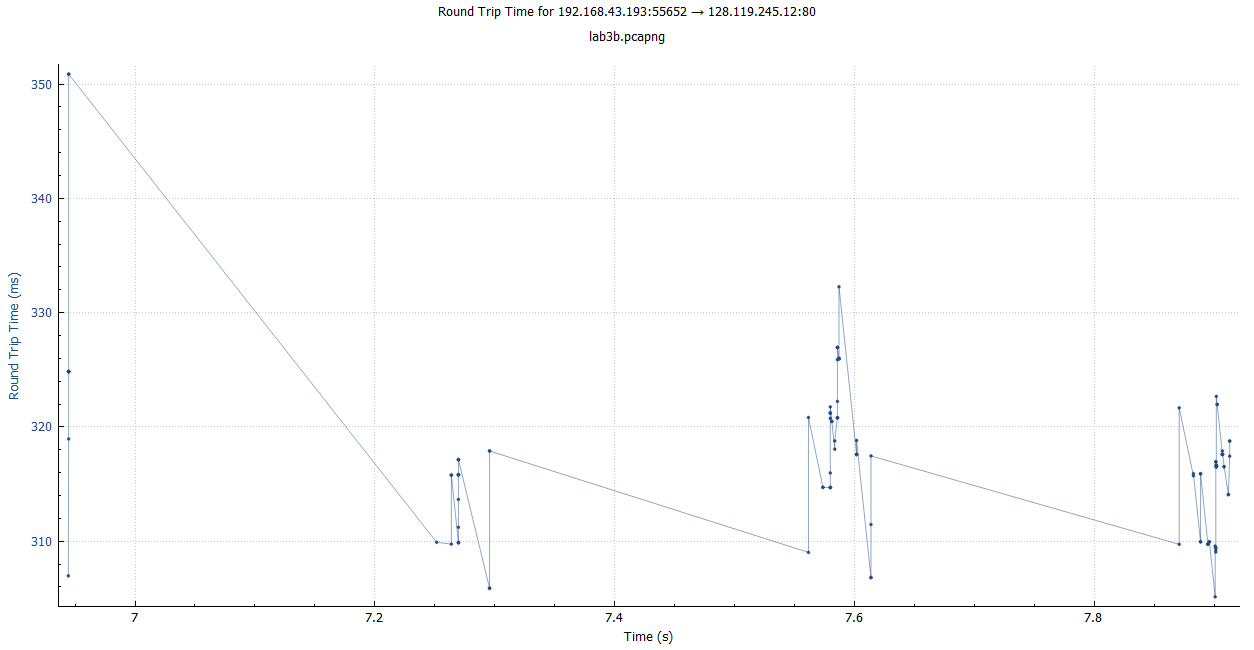 Round Trip Time for 192.168.43.193:55652 → 128.119.245.12:80
lab3b.pcapng
350
340
330
320
310
Round Trip Time (ms)
7 7.2 7.4 7.6 7.8
Time (s)